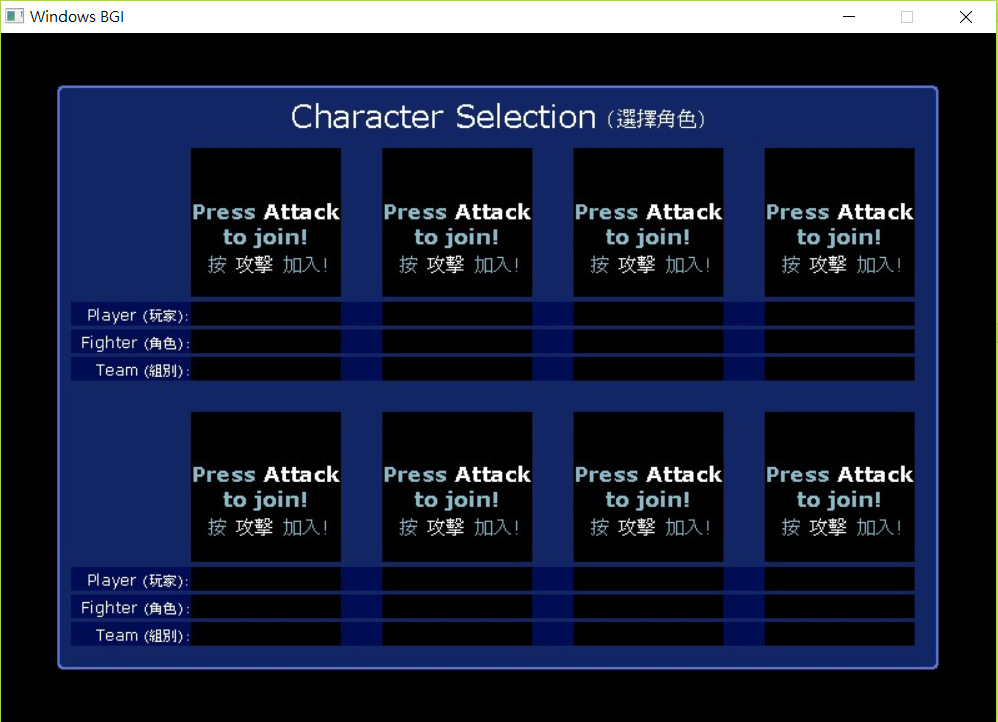 Windows BGI
Character Selection (選擇角色)
Press Attack Press Attack Press Attack Press Attack
to join! to join! to join! to join!
按 攻擊 加入! 按 攻擊 加入! 按 攻擊 加入! 按 攻擊 加入!
Player (玩家):
Fighter (角色):
Team (組別):
Press Attack Press Attack Press Attack Press Attack
to join! to join! to join! to join!
按 攻擊 加入! 按 攻擊 加入! 按 攻擊 加入! 按 攻擊 加入!
Player (玩家):
Fighter (角色):
Team (組別):